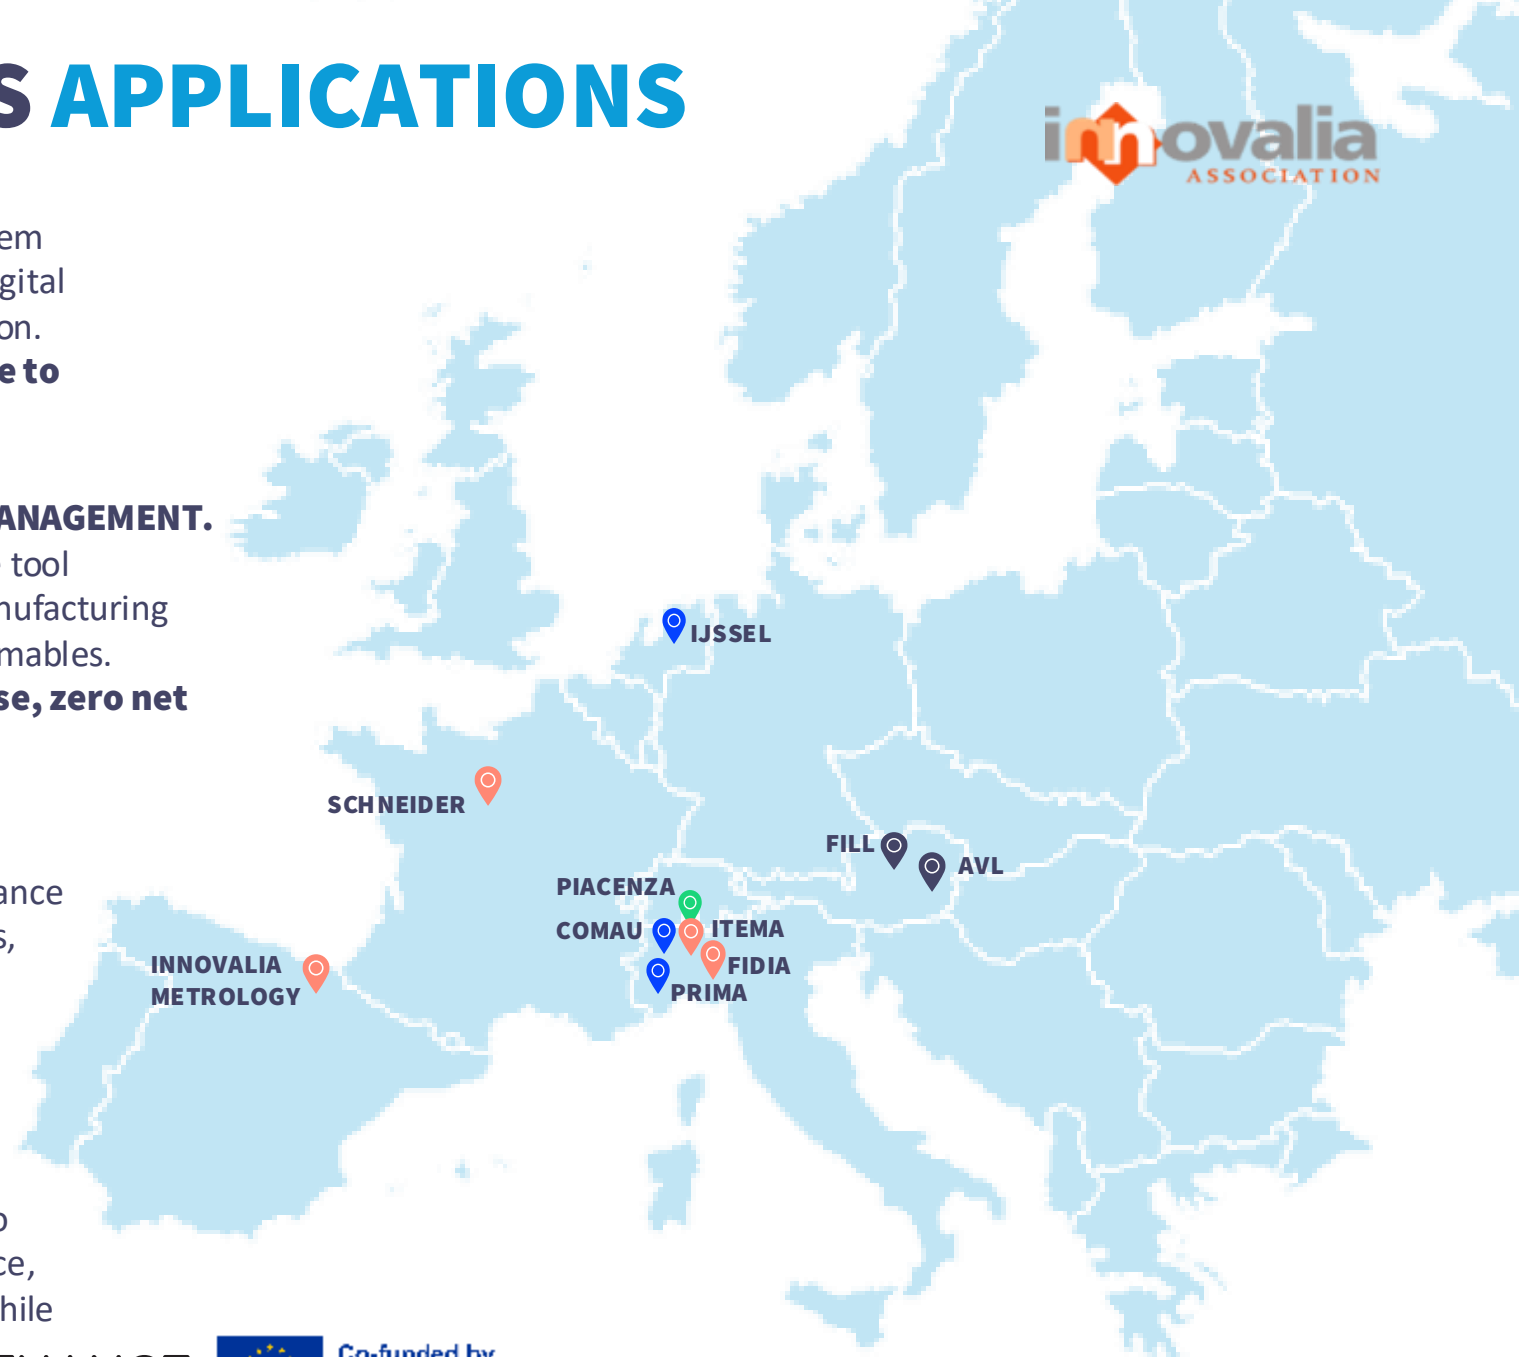 S APPLICATIONS
innovalia
ASSOCIATION
em
gital
on.
e to
ANAGEMENT.
tool
nufacturing
mables.
se, zero net
ance
s,
o
ce,
hile
IJSSEL
SCHNEIDER
FILL
AVL
PIACENZA
COMAU
ITEMA
FIDIA
PRIMA
INNOVALIA
METROLOGY
Co-funded by